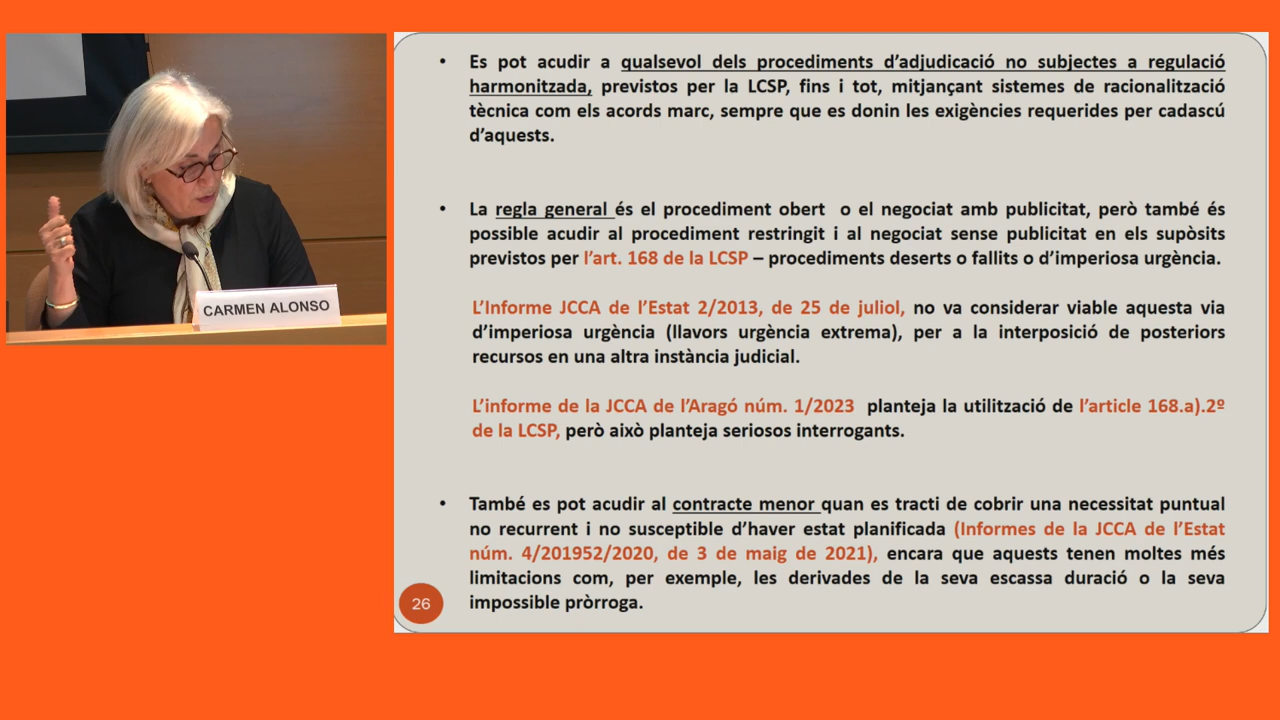 CARMEN ALONSO
• Es pot acudir a qualsevol dels procediments d'adjudicació no subjectes a regulació
harmonitzada, previstos per la LCSP, fins i tot, mitjançant sistemes de racionalització
tècnica com els acords marc, sempre que es donin les exigències requerides per cadascú
d'aquests.
• La regla general és el procediment obert o el negociat amb publicitat, però també és
possible acudir al procediment restringit i al negociat sense publicitat en els supòsits
previstos per l'art. 168 de la LCSP – procediments deserts o fallits o d'imperiosa urgència.
L'Informe JCCA de l'Estat 2/2013, de 25 de juliol, no va considerar viable aquesta via
d'imperiosa urgència (llavors urgència extrema), per a la interposició de posteriors
recursos en una altra instància judicial.
L'informe de la JCCA de l'Aragó núm. 1/2023 planteja la utilització de l'article 168.a).2º
de la LCSP, però això planteja seriosos interrogants.
• També es pot acudir al contracte menor quan es tracti de cobrir una necessitat puntual
no recurrent i no susceptible d'haver estat planificada (Informes de la JCCA de l'Estat
núm. 4/201952/2020, de 3 de maig de 2021), encara que aquests tenen moltes més
limitacions com, per exemple, les derivades de la seva escassa duració o la seva
impossible pròrroga.
26